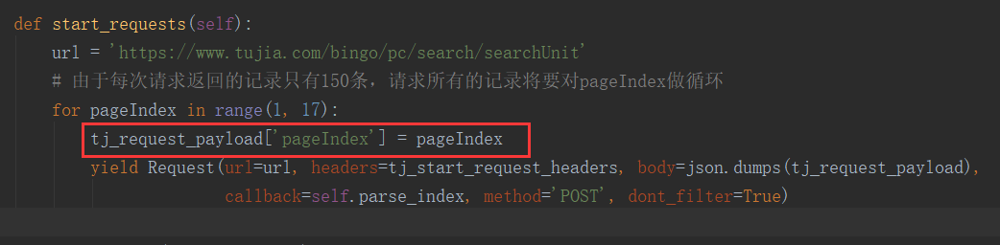 def start_requests(self):
url = 'https://www.tujia.com/bingo/pc/search/searchUnit'
# 由于每次请求返回的记录只有150条，请求所有的记录将要对pageIndex做循环
for pageIndex in range(1, 17):
tj_request_payload['pageIndex'] = pageIndex
yield Request(url=url, headers=tj_start_request_headers, body=json.dumps(tj_request_payload),
callback=self.parse_index, method='POST', dont_filter=True)